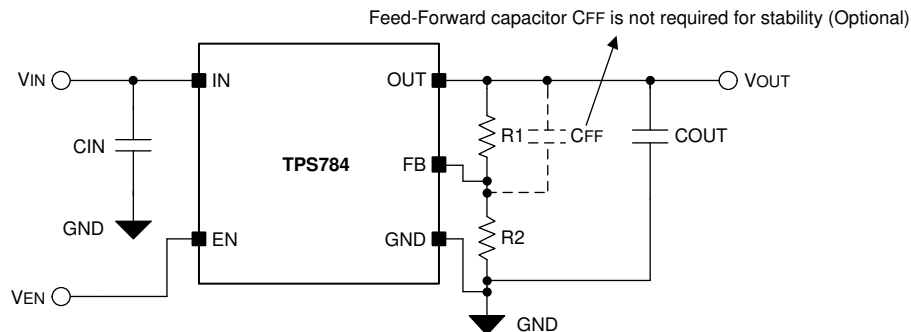 Feed-Forward capacitor CFF is not required for stability (Optional)
VIN
IN
OUT
VOUT
R1
CFF
COUT
CIN
TPS784
FB
GND
EN
GND
R2
VEN
GND